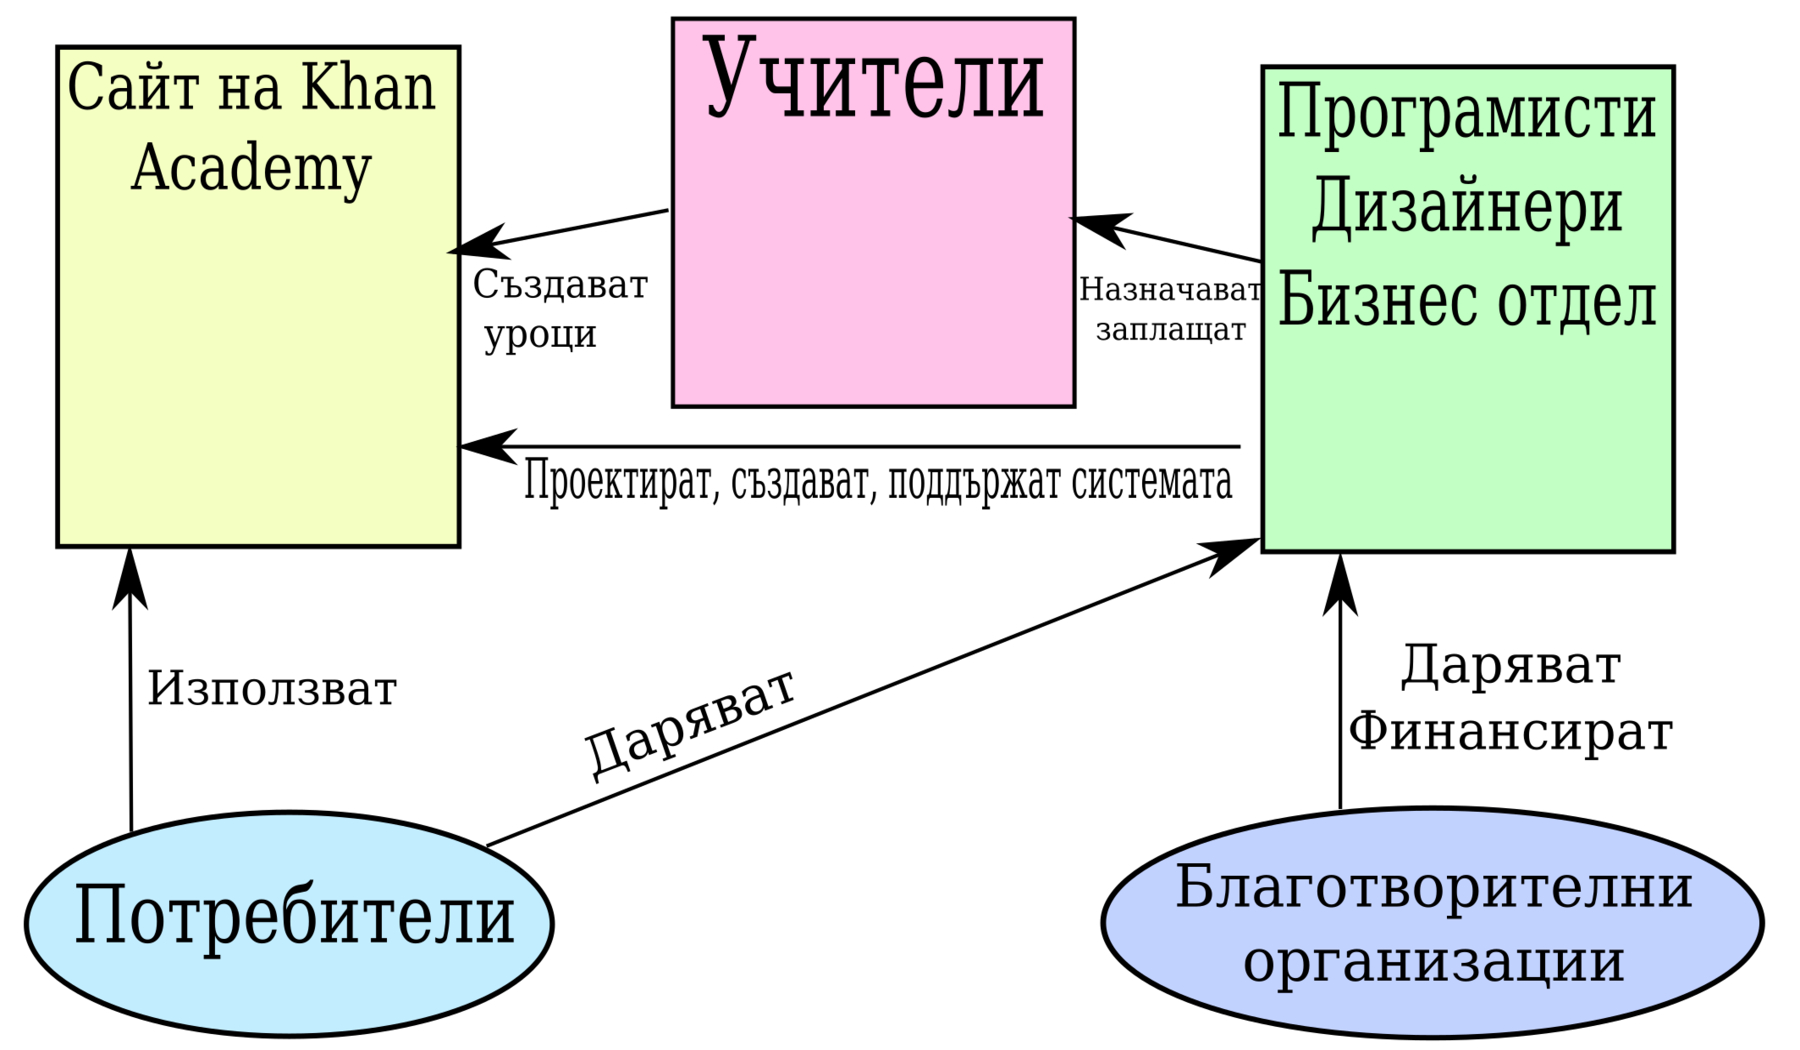 Сайт на Khan
Academy
Учители
Програмисти
Дизайнери
Бизнес отдел
Създават
уроци
Назначават
заплащат
Проектират, създават, поддържат системата
Използват
Даряват
Даряват
Финансират
Потребители
Благотворителни
организации